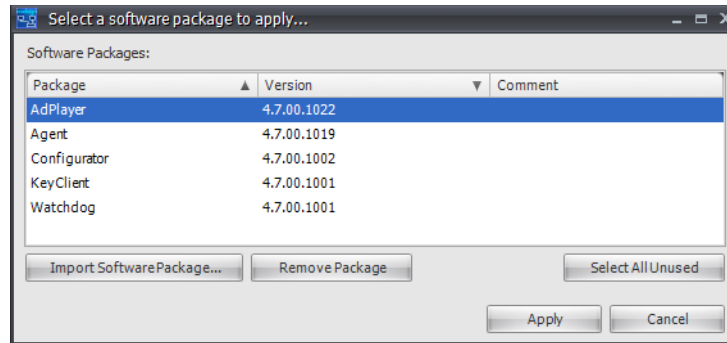 Select a software package to apply...
Software Packages:
Package Version Comment
AdPlayer 4.7.00.1022
Agent 4.7.00.1019
Configurator 4.7.00.1002
KeyClient 4.7.00.1001
Watchdog 4.7.00.1001
Import Software Package... Remove Package Select All Unused
Apply Cancel